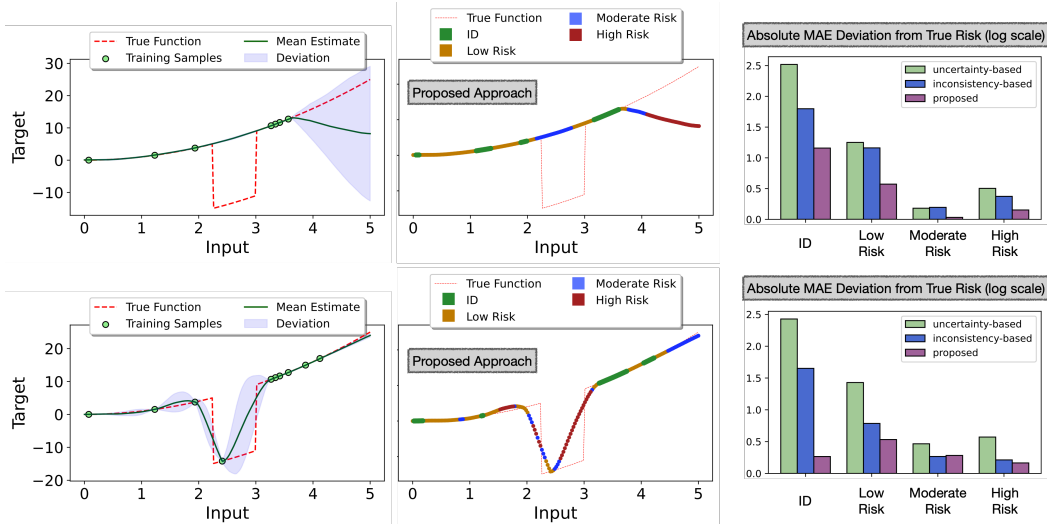 True Function
Mean Estimate
Training Samples
Deviation
30
20
10
0
−10
Target
0 1 2 3 4 5
Input
True Function
Moderate Risk
ID
High Risk
Low Risk
Proposed Approach
0 1 2 3 4 5
Input
Absolute MAE Deviation from True Risk (log scale)
uncertainty-based
inconsistency-based
proposed
2.5
2.0
1.5
1.0
0.5
0.0
ID
Low Risk
Moderate Risk
High Risk
True Function
Mean Estimate
Training Samples
Deviation
20
10
0
−10
−20
Target
0 1 2 3 4 5
Input
True Function
Moderate Risk
ID
High Risk
Low Risk
Proposed Approach
0 1 2 3 4 5
Input
Absolute MAE Deviation from True Risk (log scale)
uncertainty-based
inconsistency-based
proposed
2.5
2.0
1.5
1.0
0.5
0.0
ID
Low Risk
Moderate Risk
High Risk